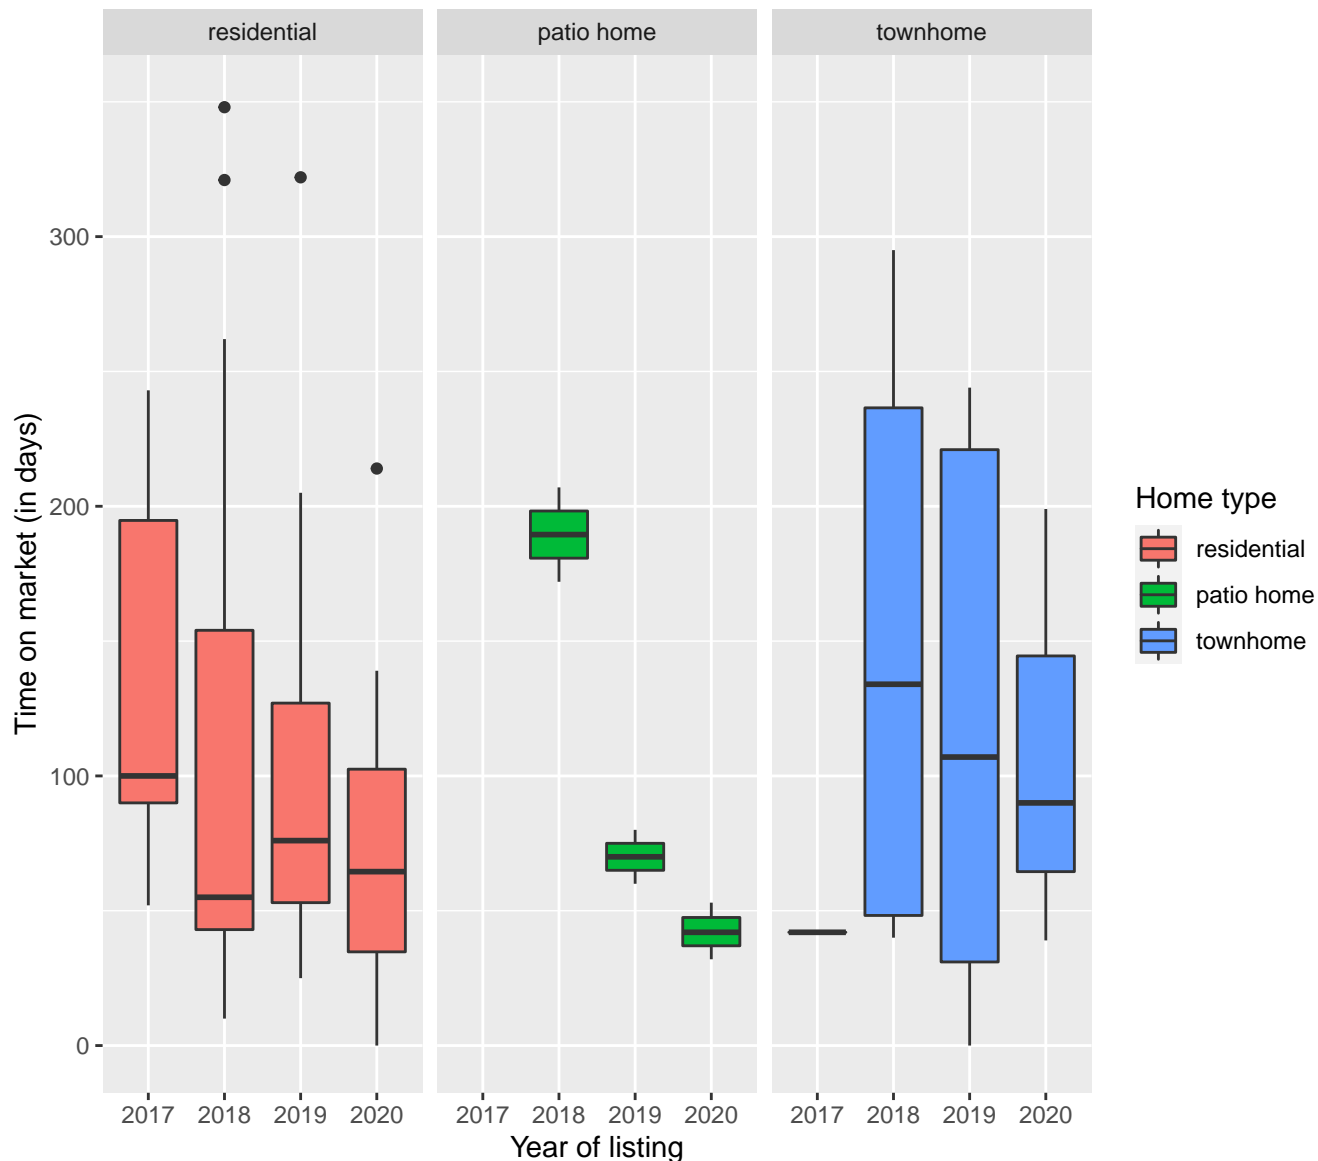 residential patio home townhome
300
200
100
0
Time on market (in days)
2017 2018 2019 2020 2017 2018 2019 2020 2017 2018 2019 2020
Year of listing
Home type
residential
patio home
townhome